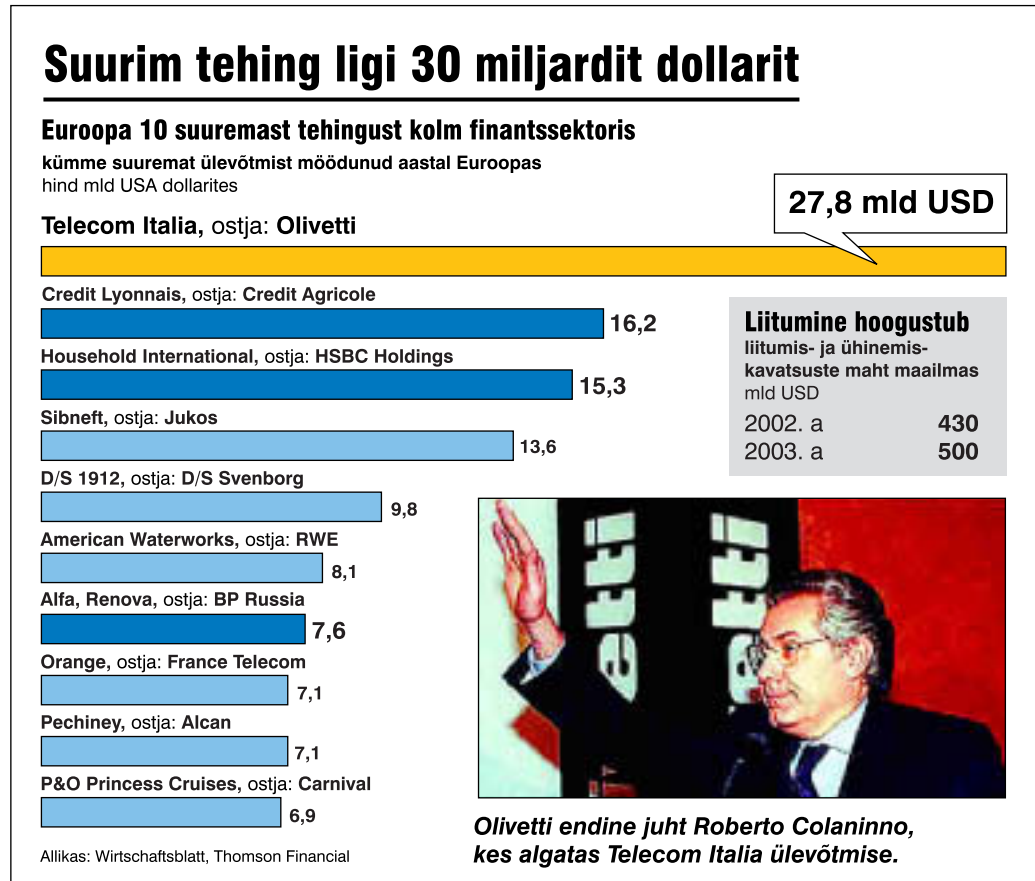 Suurim tehing ligi 30 miljardit dollarit
Euroopa 10 suuremast tehingust kolm finantssektoris
kümme suuremat ülevõtmist möödunud aastal Euroopas
hind mld USA dollarites
27,8 mld USD
Telecom Italia, ostja: Olivetti
Credit Lyonnais, ostja: Credit Agricole
16,2
Household International, ostja: HSBC Holdings
15,3
Sibneft, ostja: Jukos
13,6
D/S 1912, ostja: D/S Svenborg
9,8
American Waterworks, ostja: RWE
8,1
Alfa, Renova, ostja: BP Russia
7,6
Orange, ostja: France Telecom
7,1
Pechiney, ostja: Alcan
7,1
P&O Princess Cruises, ostja: Carnival
6,9
Allikas: Wirtschaftsblatt, Thomson Financial
Liitumine hoogustub
liitumis- ja ühinemis-
kavatsuste maht maailmas
mld USD
2002. a 430
2003. a 500
etti
etti
Olivetti endine juht Roberto Colaninno,
kes algatas Telecom Italia ülevõtmise.